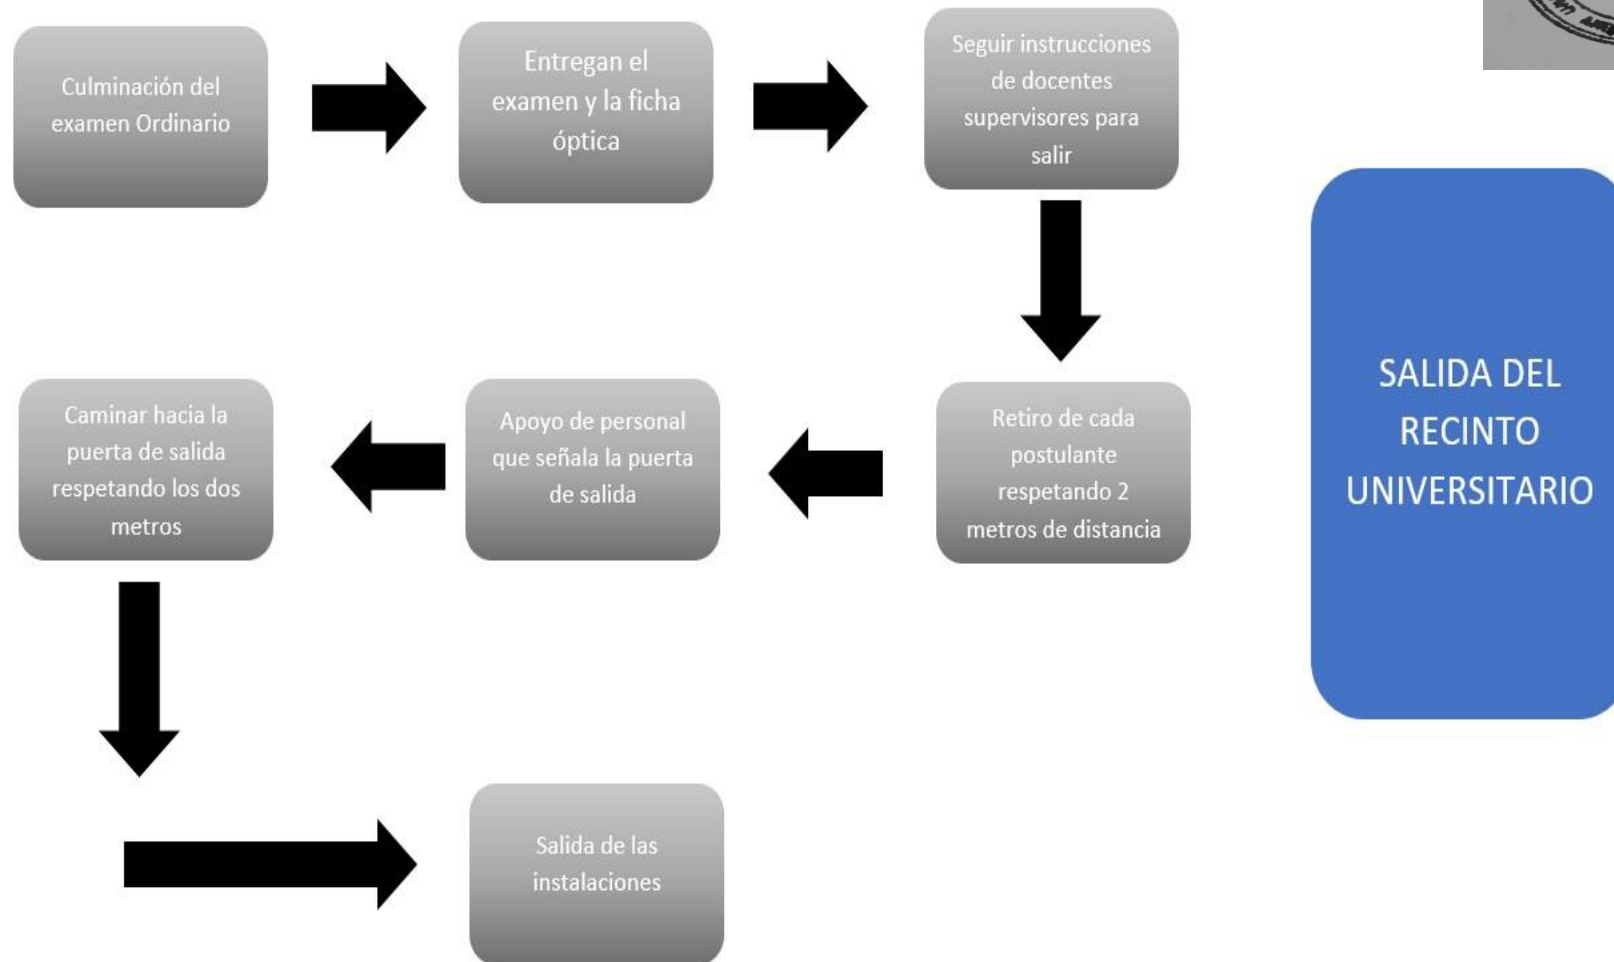 Culminación del
examen Ordinario
Entregan el
examen y la ficha
óptica
Seguir instrucciones
de docentes
supervisores para
salir
Retiro de cada
postulante
respetando 2
metros de distancia
Apoyo de personal
que señala la puerta
de salida
Caminar hacia la
puerta de salida
respetando los dos
metros
Salida de las
instalaciones
SALIDA DEL
RECINTO
UNIVERSITARIO